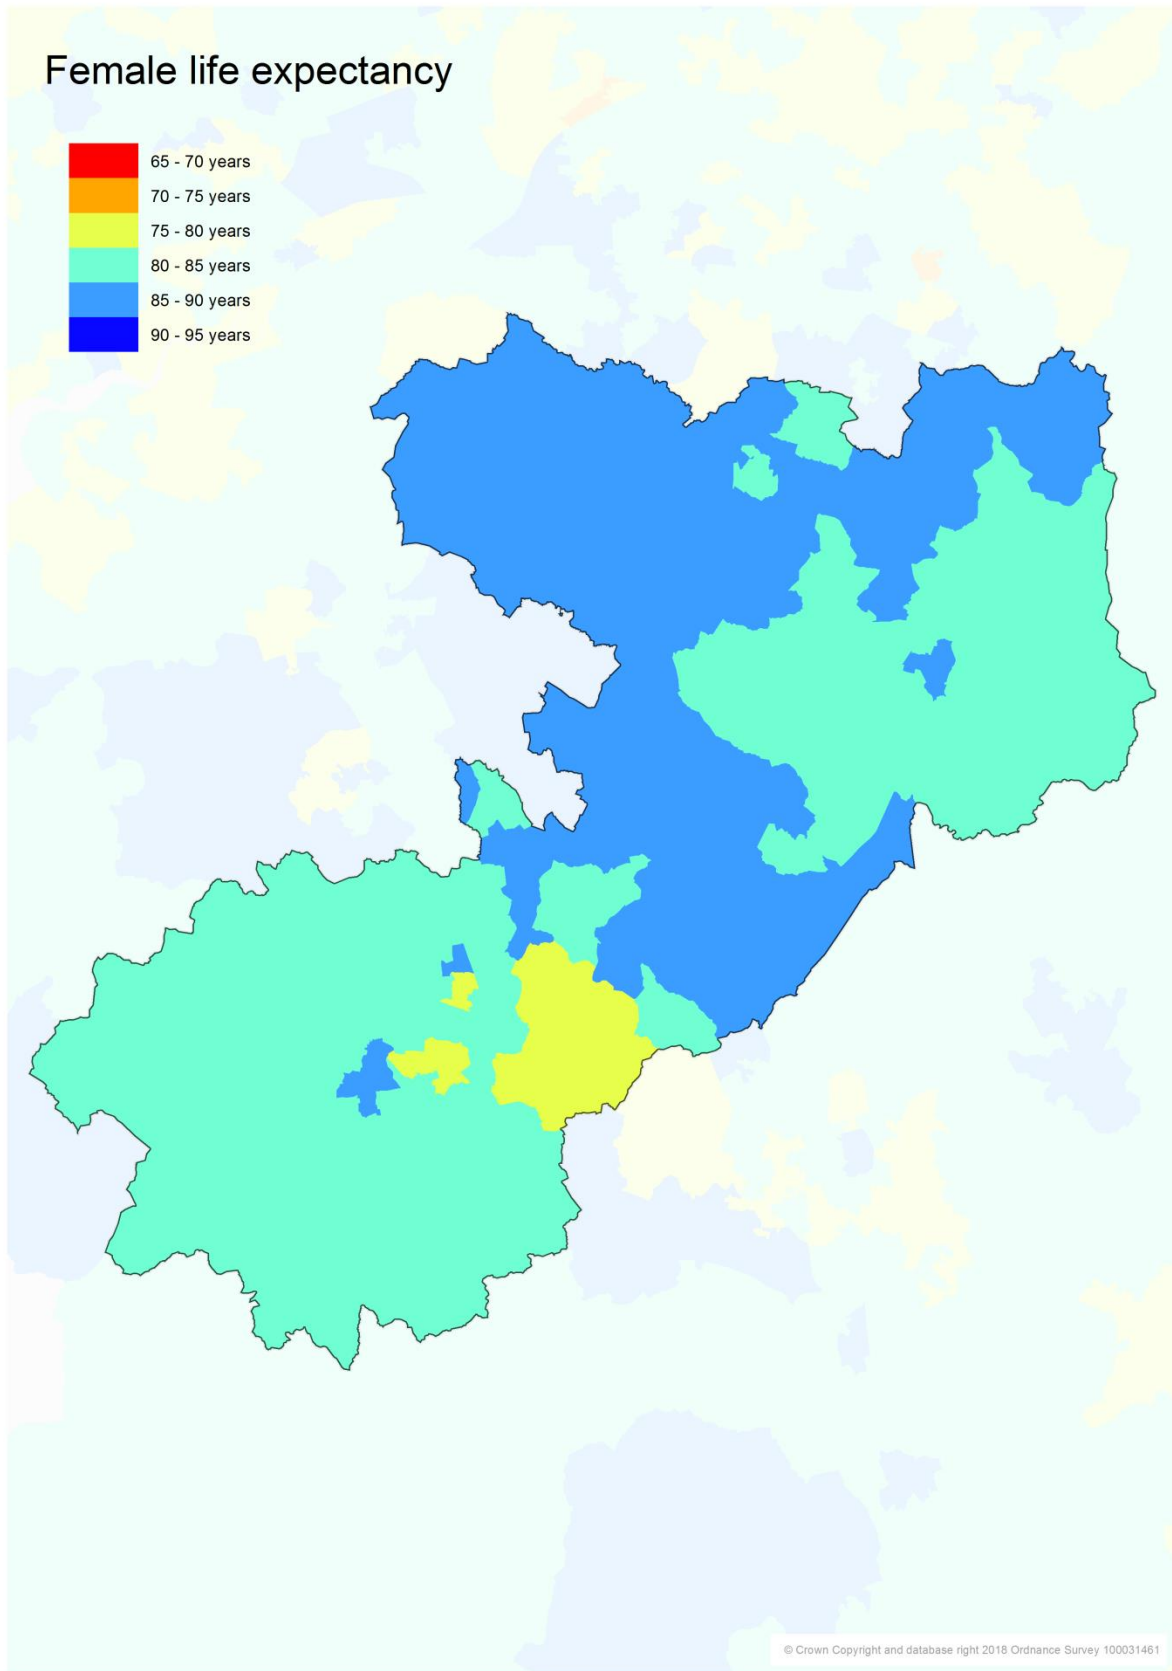 Female life expectancy
65 - 70 years
70 - 75 years
75 - 80 years
80 - 85 years
85 - 90 years
90 - 95 years
© Crown Copyright and database right 2018 Ordnance Survey 100031461